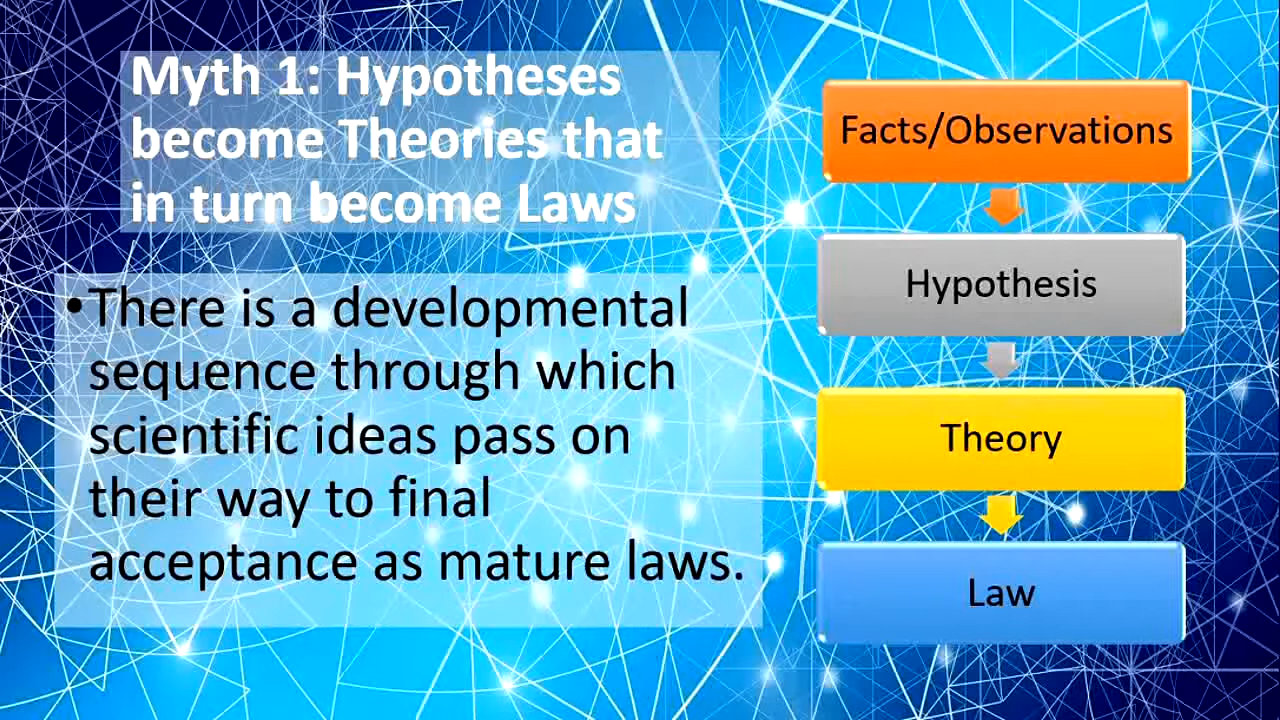 Myth 1: Hypotheses
become Theories that
in turn become Laws
•There is a developmental
sequence through which
scientific ideas pass on
their way to final
acceptance as mature laws.
Facts/Observations
Hypothesis
Theory
Law